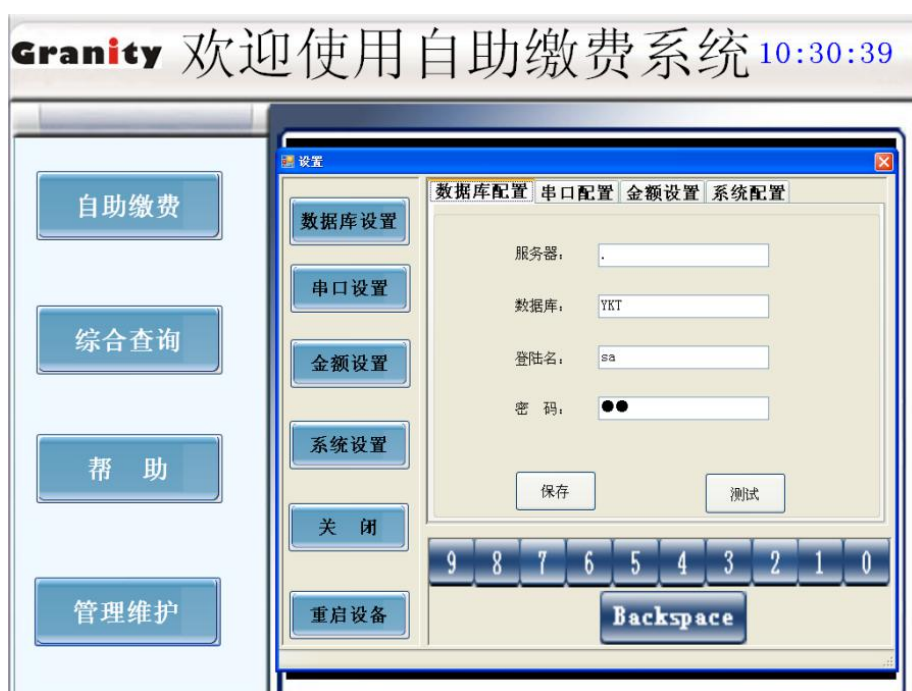 Granity 欢迎使用自助缴费系统 10:30:39
自助缴费
综合查询
帮 助
管理维护
设置
数据库设置
串口设置
金额设置
系统设置
关 闭
重启设备
数据库配置 串口配置 金额设置 系统配置
服务器: .
数据库: YKT
登陆名: sa
密 码: ●●
保存 测试
9 8 7 6 5 4 3 2 1 0
Backspace